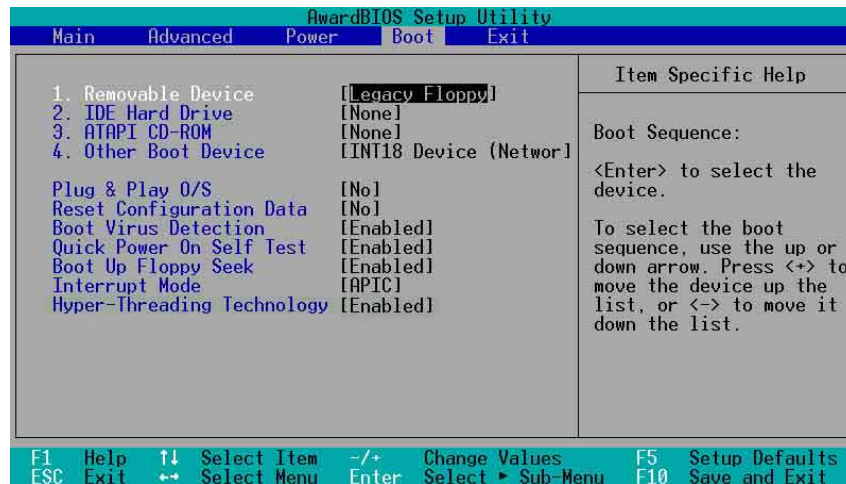 AwardBIOS Setup Utility
Main Advanced Power Boot Exit
1. Removable Device [Legacy Floppy]
2. IDE Hard Drive [None]
3. ATAPI CD-ROM [None]
4. Other Boot Device [INT18 Device (Networ]
Plug & Play O/S [No]
Reset Configuration Data [No]
Boot Virus Detection [Enabled]
Quick Power On Self Test [Enabled]
Boot Up Floppy Seek [Enabled]
Interrupt Mode [APIC]
Hyper-Threading Technology [Enabled]
Item Specific Help
Boot Sequence:
<Enter> to select the
device.
To select the boot
sequence, use the up or
down arrow. Press <+> to
move the device up the
list, or <-> to move it
down the list.
F1 Help ↑↓ Select Item -/+ Change Values F5 Setup Defaults
ESC Exit ←→ Select Menu Enter Select ► Sub-Menu F10 Save and Exit